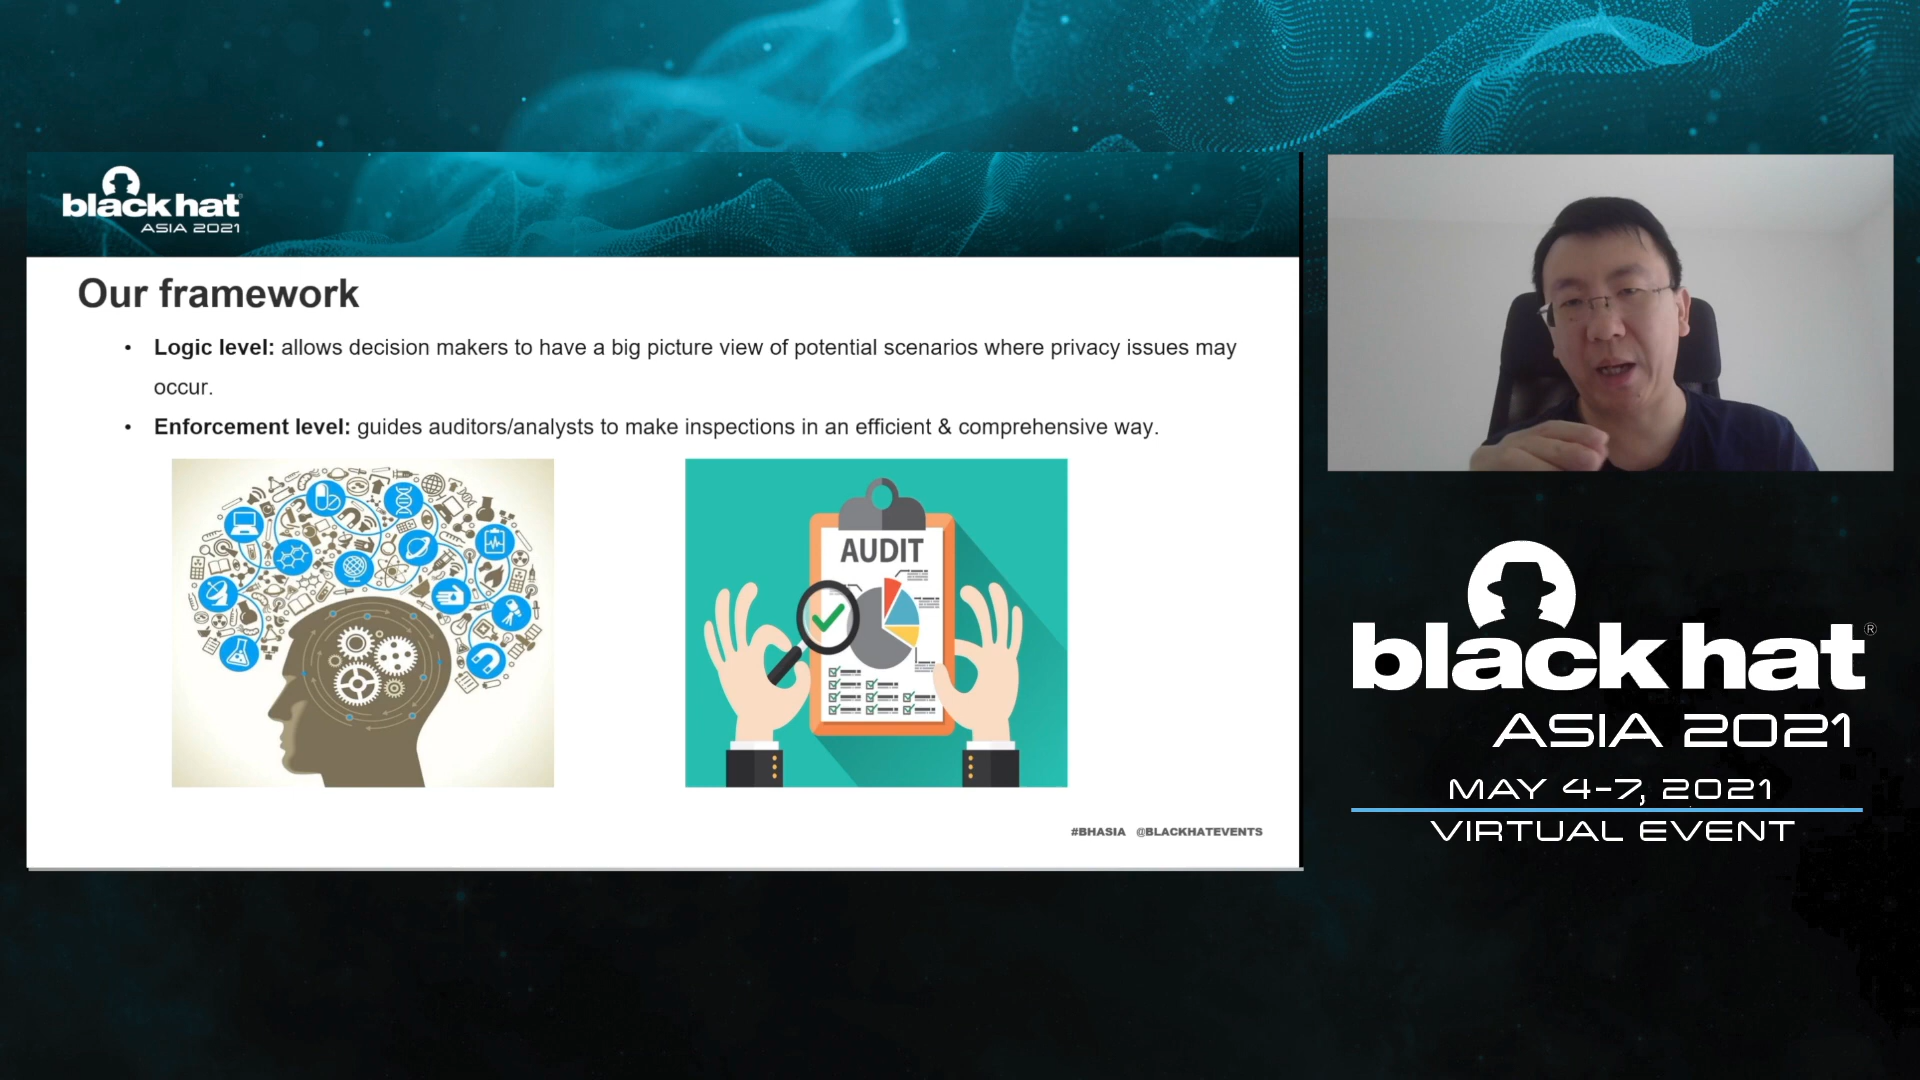 black hat
ASIA 2021
Our framework
• Logic level: allows decision makers to have a big picture view of potential scenarios where privacy issues may
occur.
• Enforcement level: guides auditors/analysts to make inspections in an efficient & comprehensive way.
AUDIT
#BHASIA @BLACKHATEVENTS
black hat®
ASIA 2021
MAY 4-7, 2021
VIRTUAL EVENT